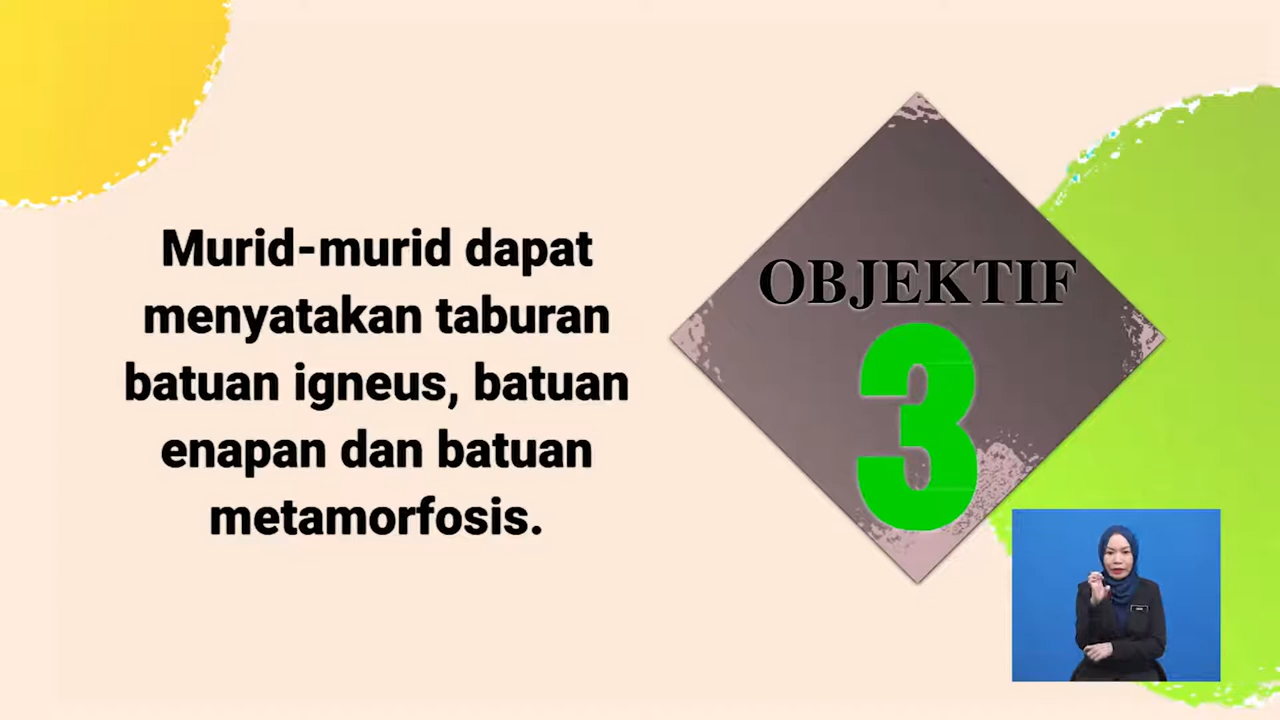 Murid-murid dapat
menyatakan taburan
batuan igneus, batuan
enapan dan batuan
metamorfosis.
OBJEKTIF
3